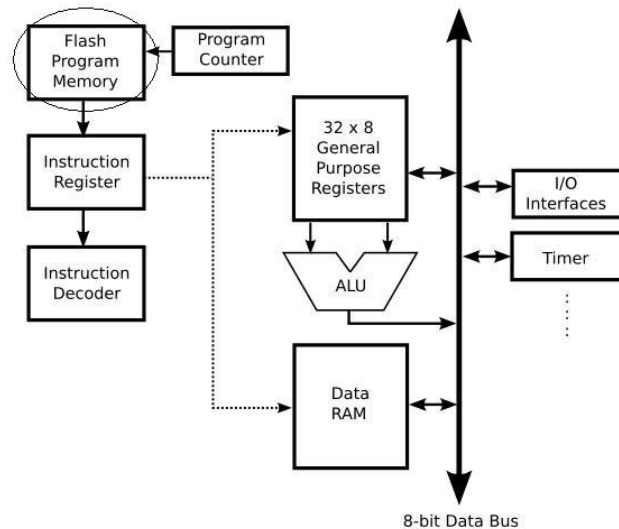 Flash
Program
Memory
Program
Counter
Instruction
Register
Instruction
Decoder
32 x 8
General
Purpose
Registers
ALU
Data
RAM
I/O
Interfaces
Timer
8-bit Data Bus